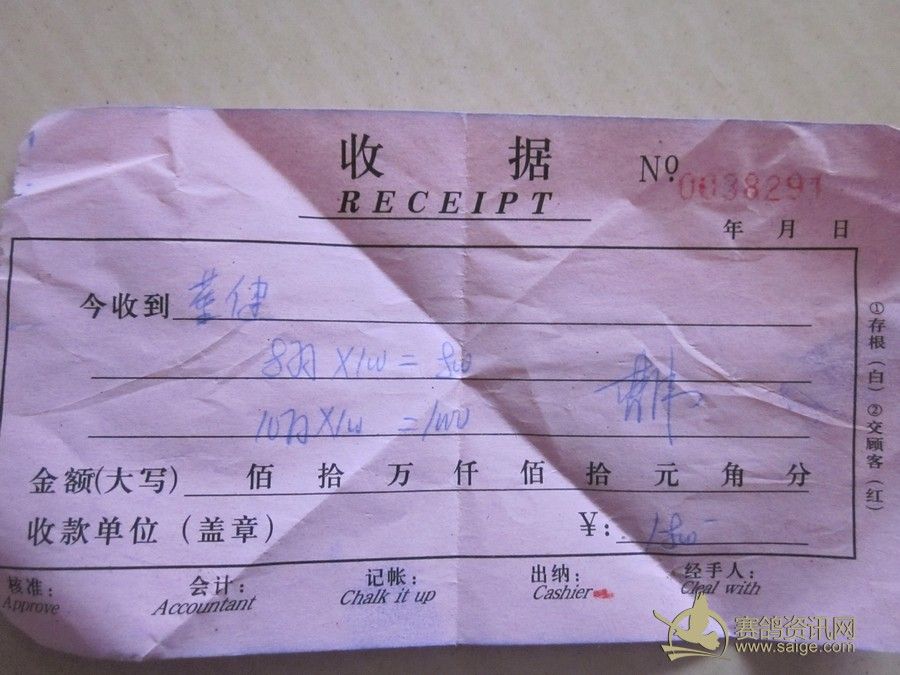 收 据
RECEIPT
№ 0038291
年 月 日
今收到
8羽×100=800
10羽×100=1000
金额(大写) 佰 拾 万 仟 佰 拾 元 角 分
收款单位（盖章） ¥: 1800
①存根（白）②交顾客（红）
核准: 会计: 记帐: 出纳: 经手人:
Approve Accountant Chalk it up Cashier Cleal with
赛鸽资讯网
www.saige.com